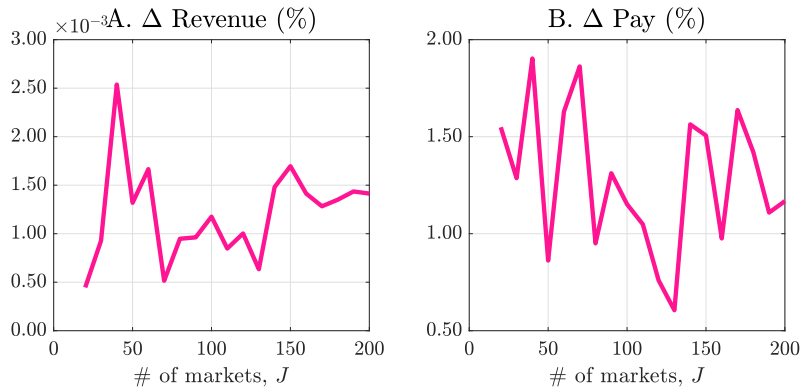 ×10⁻³ A. Δ Revenue (%)
3.00
2.50
2.00
1.50
1.00
0.50
0.00
0 50 100 150 200
# of markets, J
B. Δ Pay (%)
2.00
1.50
1.00
0.50
0 50 100 150 200
# of markets, J